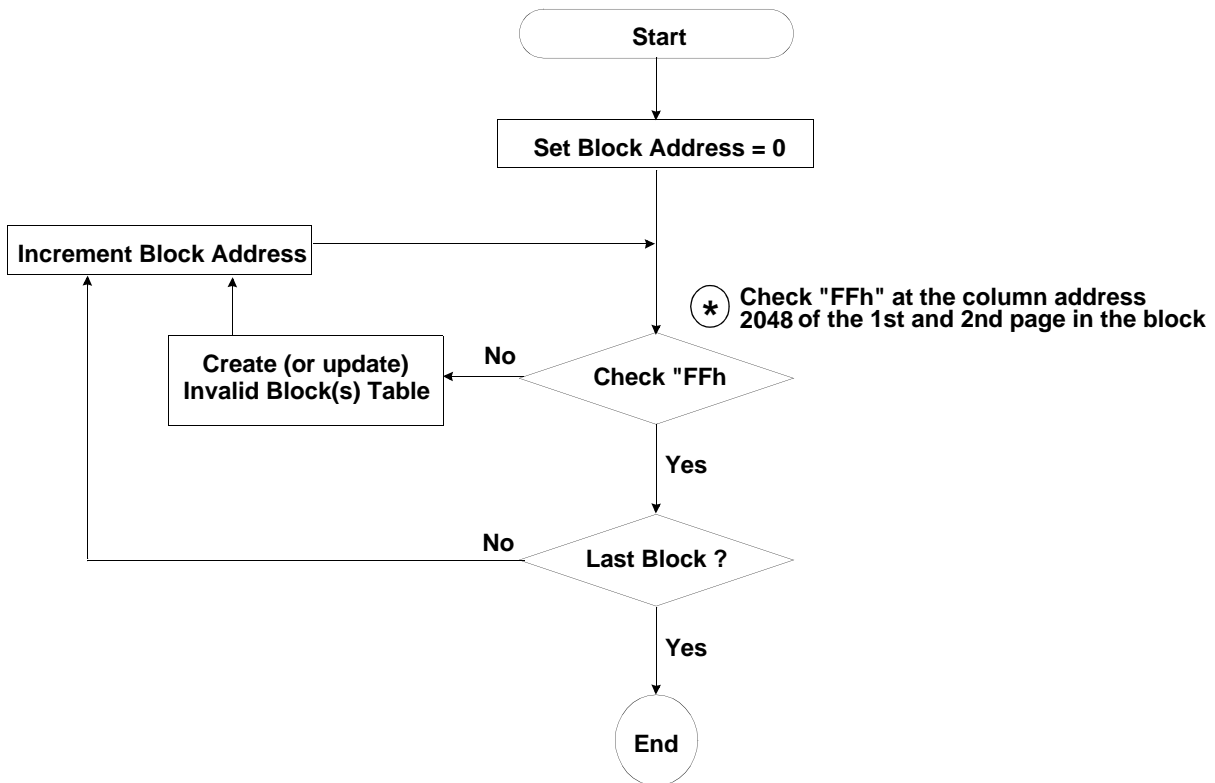 Start
Set Block Address = 0
Increment Block Address
* Check "FFh" at the column address
2048 of the 1st and 2nd page in the block
Create (or update)
Invalid Block(s) Table
No
Check "FFh
Yes
No
Last Block ?
Yes
End